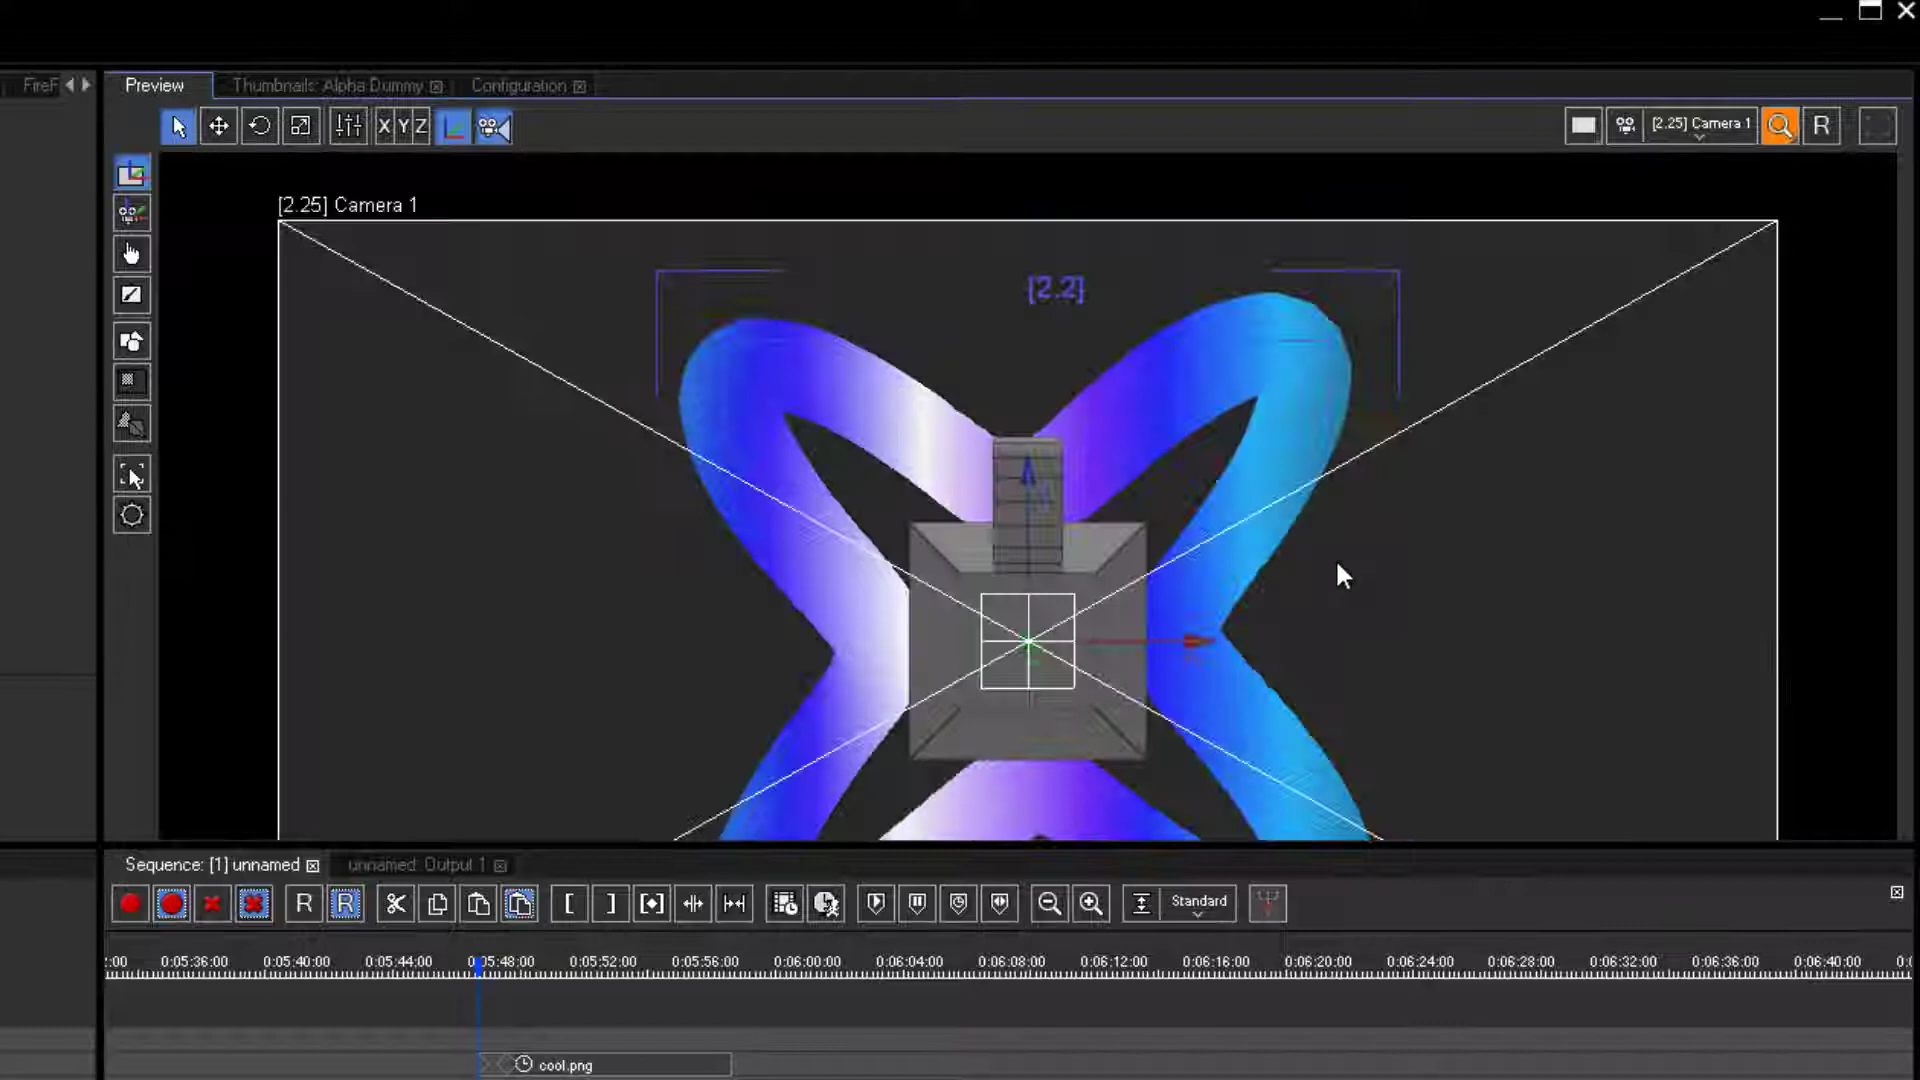 FireF
Preview
Thumbnails: Alpha Dummy
Configuration
X Y Z
[2.25] Camera 1
R
[2.25] Camera 1
[2.2]
Sequence: [1] unnamed
unnamed: Output 1
R
R
Standard
:00
0:05:36:00
0:05:40:00
0:05:44:00
0:05:48:00
0:05:52:00
0:05:56:00
0:06:00:00
0:06:04:00
0:06:08:00
0:06:12:00
0:06:16:00
0:06:20:00
0:06:24:00
0:06:28:00
0:06:32:00
0:06:36:00
0:06:40:00
cool.png